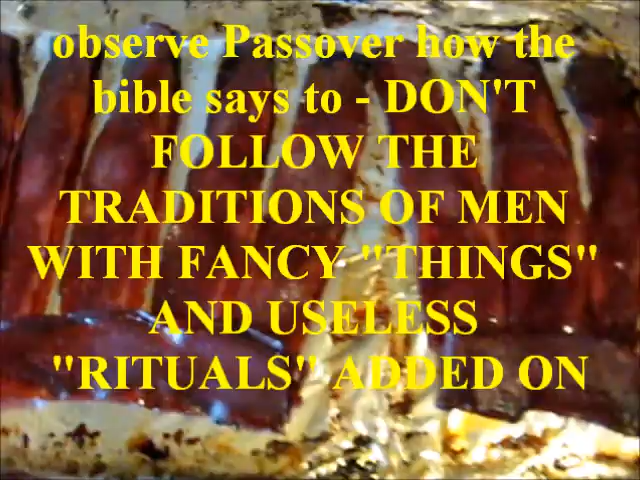 observe Passover how the
bible says to - DON'T
FOLLOW THE
TRADITIONS OF MEN
WITH FANCY "THINGS"
AND USELESS
"RITUALS" ADDED ON